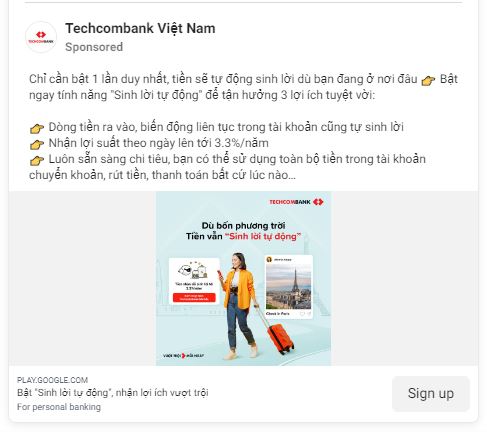 Techcombank Việt Nam
TECHCOMBANK
Sponsored
Chỉ cần bật 1 lần duy nhất, tiền sẽ tự động sinh lời dù bạn đang ở nơi đâu 👉 Bật
ngay tính năng "Sinh lời tự động" để tận hưởng 3 lợi ích tuyệt vời:
👉 Dòng tiền ra vào, biến động liên tục trong tài khoản cũng tự sinh lời
👉 Nhận lợi suất theo ngày lên tới 3.3%/năm
👉 Luôn sẵn sàng chi tiêu, bạn có thể sử dụng toàn bộ tiền trong tài khoản
chuyển khoản, rút tiền, thanh toán bất cứ lúc nào...
TECHCOMBANK
Dù bốn phương trời
Tiền vẫn “Sinh lời tự động”
Check in Paris
VƯỢT TRỘI MỖI NGÀY
PLAY.GOOGLE.COM
Bật "Sinh lời tự động", nhận lợi ích vượt trội
For personal banking
Sign up